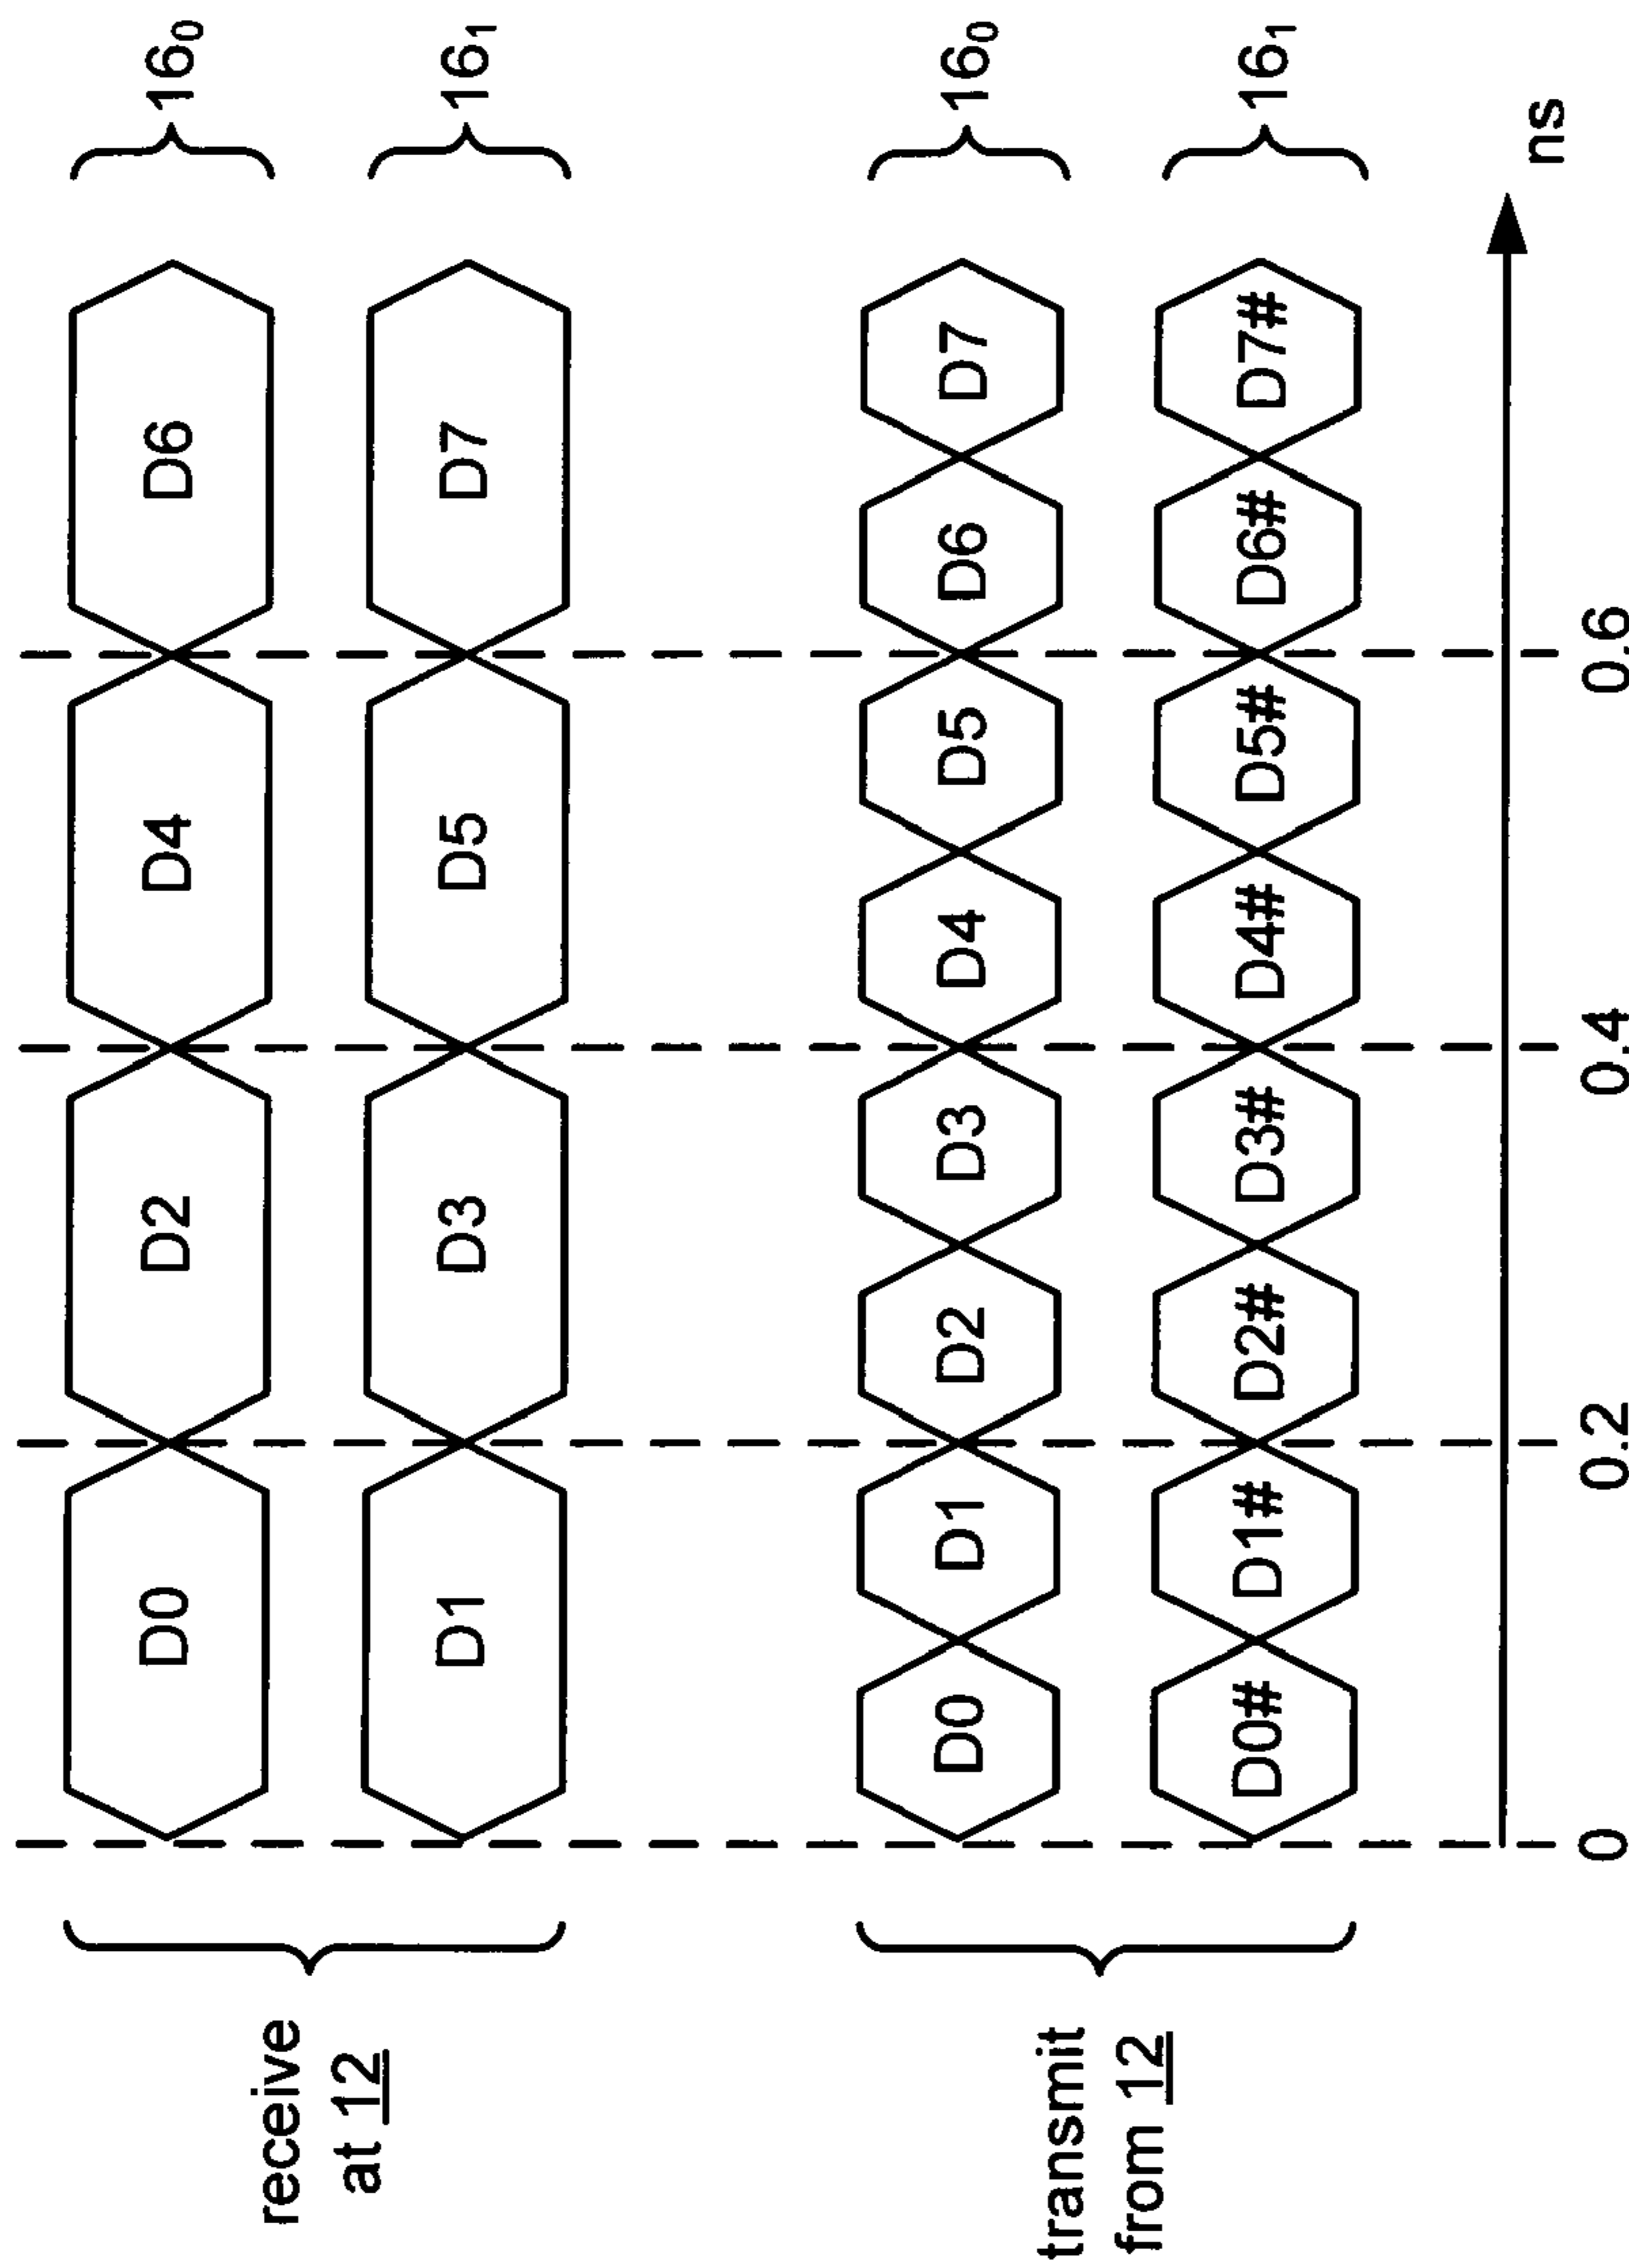 receive
at 12
D0
D2
D4
D6
16₀
D1
D3
D5
D7
16₁
transmit
from 12
D0
D1
D2
D3
D4
D5
D6
D7
16₀
D0#
D1#
D2#
D3#
D4#
D5#
D6#
D7#
16₁
0
0.2
0.4
0.6
ns